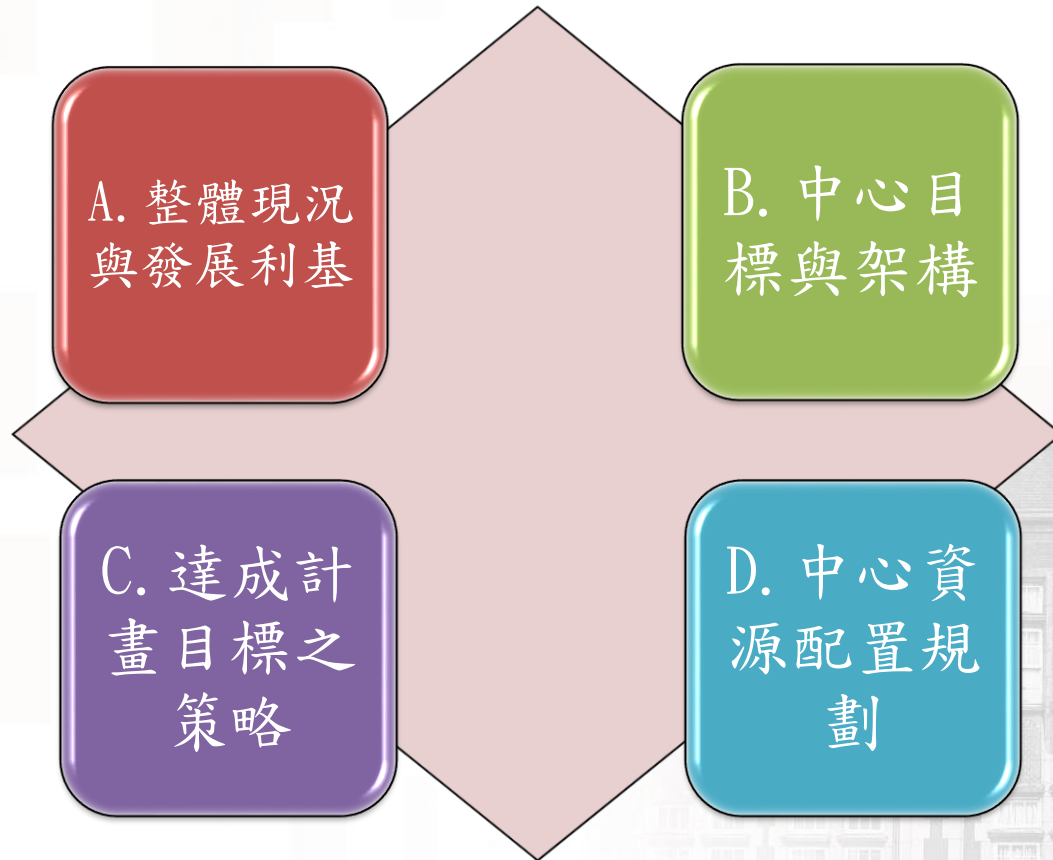 A. 整體現況
與發展利基
B. 中心目
標與架構
C. 達成計
畫目標之
策略
D. 中心資
源配置規
劃